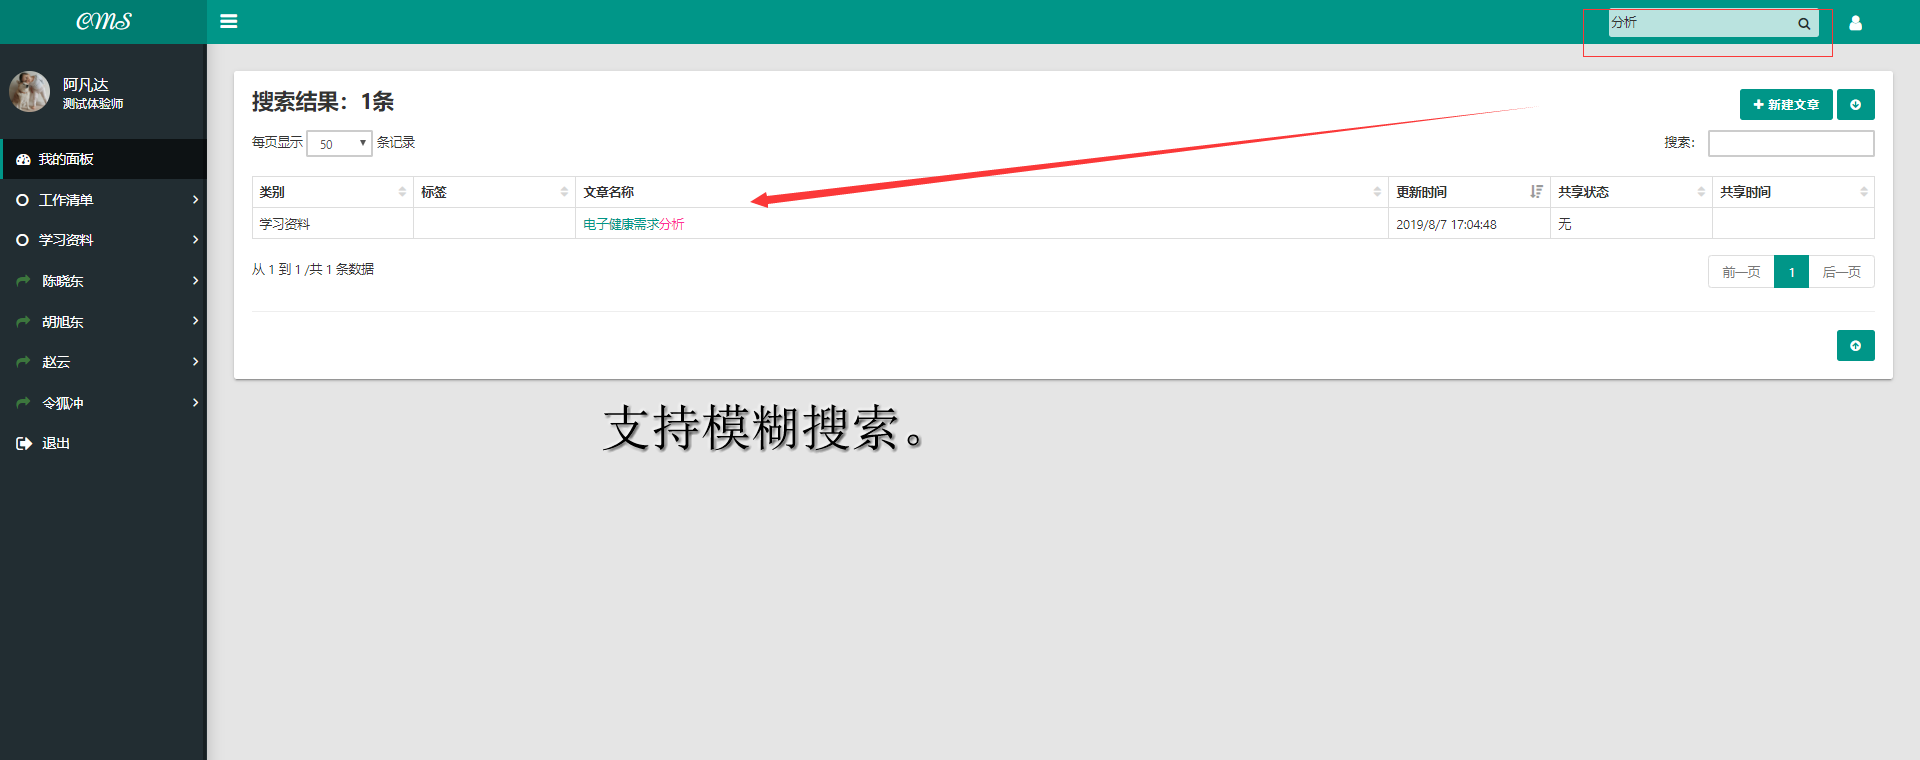 CMS
分析
阿凡达
测试体验师
我的面板
工作清单
学习资料
陈晓东
胡旭东
赵云
令狐冲
退出
搜索结果：1条
新建文章
每页显示 50 条记录
搜索：
类别 标签 文章名称 更新时间 共享状态 共享时间
学习资料 电子健康需求分析 2019/8/7 17:04:48 无
从 1 到 1 /共 1 条数据
前一页 1 后一页
支持模糊搜索。